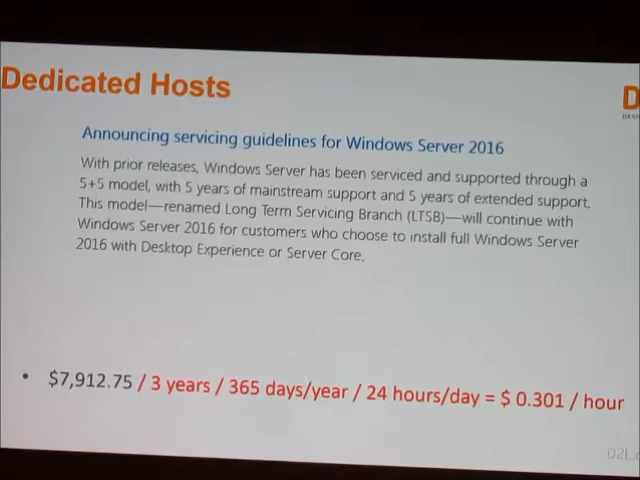 Dedicated Hosts
D
Announcing servicing guidelines for Windows Server 2016
With prior releases, Windows Server has been serviced and supported through a
5+5 model, with 5 years of mainstream support and 5 years of extended support.
This model—renamed Long Term Servicing Branch (LTSB)—will continue with
Windows Server 2016 for customers who choose to install full Windows Server
2016 with Desktop Experience or Server Core.
• $7,912.75 / 3 years / 365 days/year / 24 hours/day = $ 0.301 / hour
D2L.